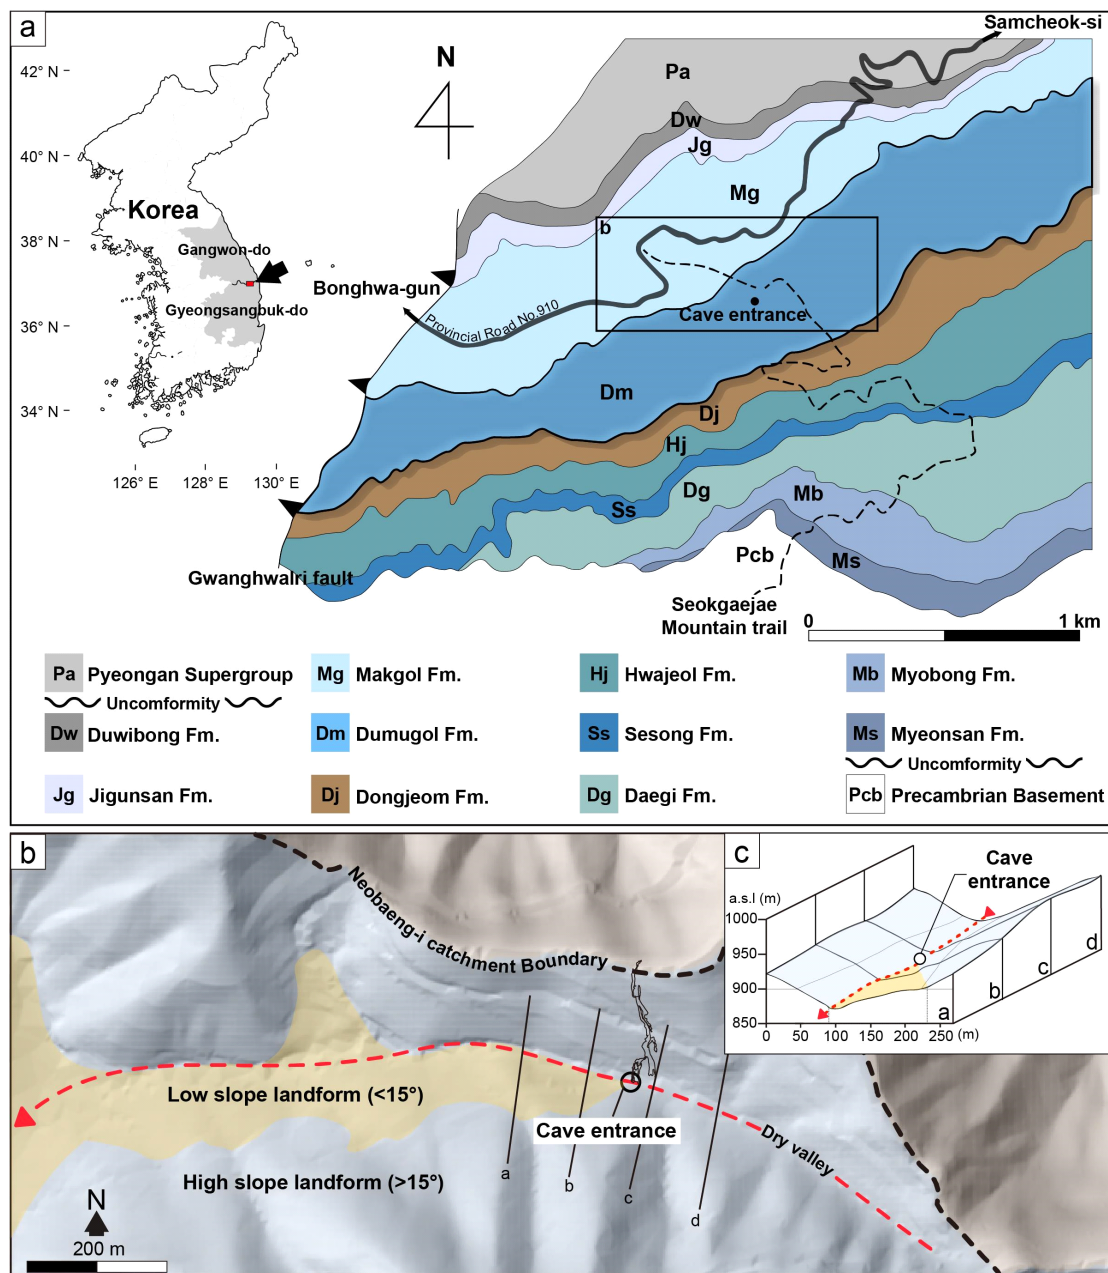 a
Samcheok-si
42° N
40° N
38° N
36° N
34° N
126° E
128° E
130° E
Korea
Gangwon-do
Gyeongsangbuk-do
N
Pa
Dw
Jg
Mg
b
Bonghwa-gun
Provincial Road No.910
Cave entrance
Dm
Dj
Hj
Ss
Dg
Mb
Pcb
Ms
Gwanghwalri fault
Seokgaejae
Mountain trail
0
1 km
Pa Pyeongan Supergroup
Uncomformity
Dw Duwibong Fm.
Jg Jigunsan Fm.
Mg Makgol Fm.
Dm Dumugol Fm.
Dj Dongjeom Fm.
Hj Hwajeol Fm.
Ss Sesong Fm.
Dg Daegi Fm.
Mb Myobong Fm.
Ms Myeonsan Fm.
Uncomformity
Pcb Precambrian Basement
b
Neobaeng-i catchment Boundary
Low slope landform (<15°)
Cave entrance
High slope landform (>15°)
Dry valley
a
b
c
d
N
200 m
c
Cave
entrance
a.s.l (m)
1000
950
900
850
0 50 100 150 200 250
(m)
a
b
c
d